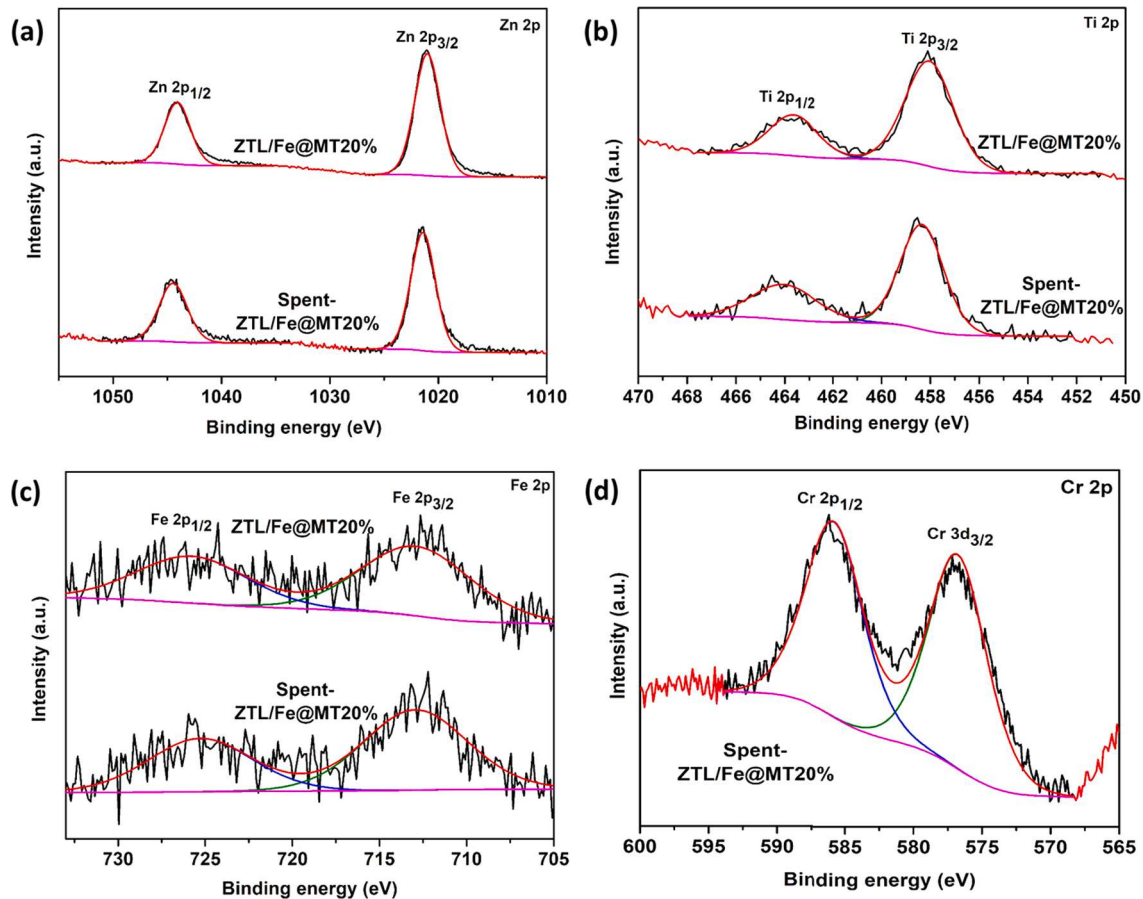 (a)
Zn 2p
Zn 2p3/2
Zn 2p1/2
ZTL/Fe@MT20%
Spent-
ZTL/Fe@MT20%
Intensity (a.u.)
1050 1040 1030 1020 1010
Binding energy (eV)
(b)
Ti 2p
Ti 2p3/2
Ti 2p1/2
ZTL/Fe@MT20%
Spent-
ZTL/Fe@MT20%
Intensity (a.u.)
470 468 466 464 462 460 458 456 454 452 450
Binding energy (eV)
(c)
Fe 2p
Fe 2p3/2
Fe 2p1/2
ZTL/Fe@MT20%
Spent-
ZTL/Fe@MT20%
Intensity (a.u.)
730 725 720 715 710 705
Binding energy (eV)
(d)
Cr 2p
Cr 2p1/2
Cr 3d3/2
Spent-
ZTL/Fe@MT20%
Intensity (a.u.)
600 595 590 585 580 575 570 565
Binding energy (eV)